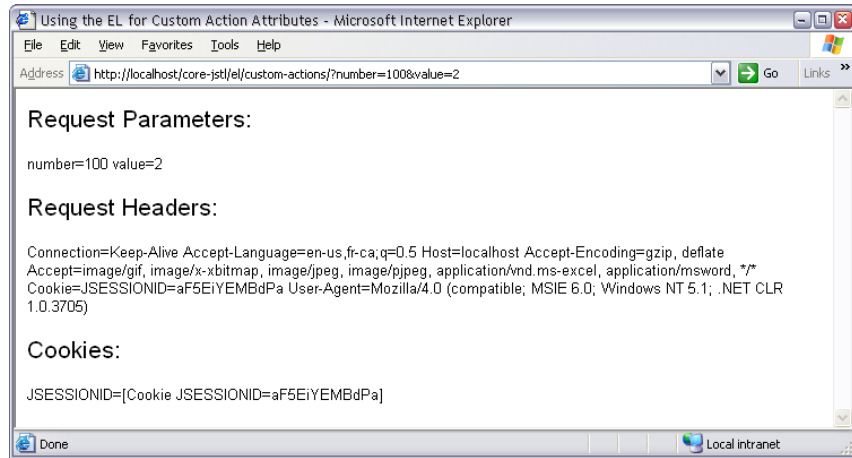 Using the EL for Custom Action Attributes - Microsoft Internet Explorer
File Edit View Favorites Tools Help
Address http://localhost/core-jstl/el/custom-actions/?number=100&value=2 Go Links »
Request Parameters:
number=100 value=2
Request Headers:
Connection=Keep-Alive Accept-Language=en-us,fr-ca;q=0.5 Host=localhost Accept-Encoding=gzip, deflate
Accept=image/gif, image/x-xbitmap, image/jpeg, image/pjpeg, application/vnd.ms-excel, application/msword, */*
Cookie=JSESSIONID=aF5EiYEMBdPa User-Agent=Mozilla/4.0 (compatible; MSIE 6.0; Windows NT 5.1; .NET CLR
1.0.3705)
Cookies:
JSESSIONID=[Cookie JSESSIONID=aF5EiYEMBdPa]
Done Local intranet